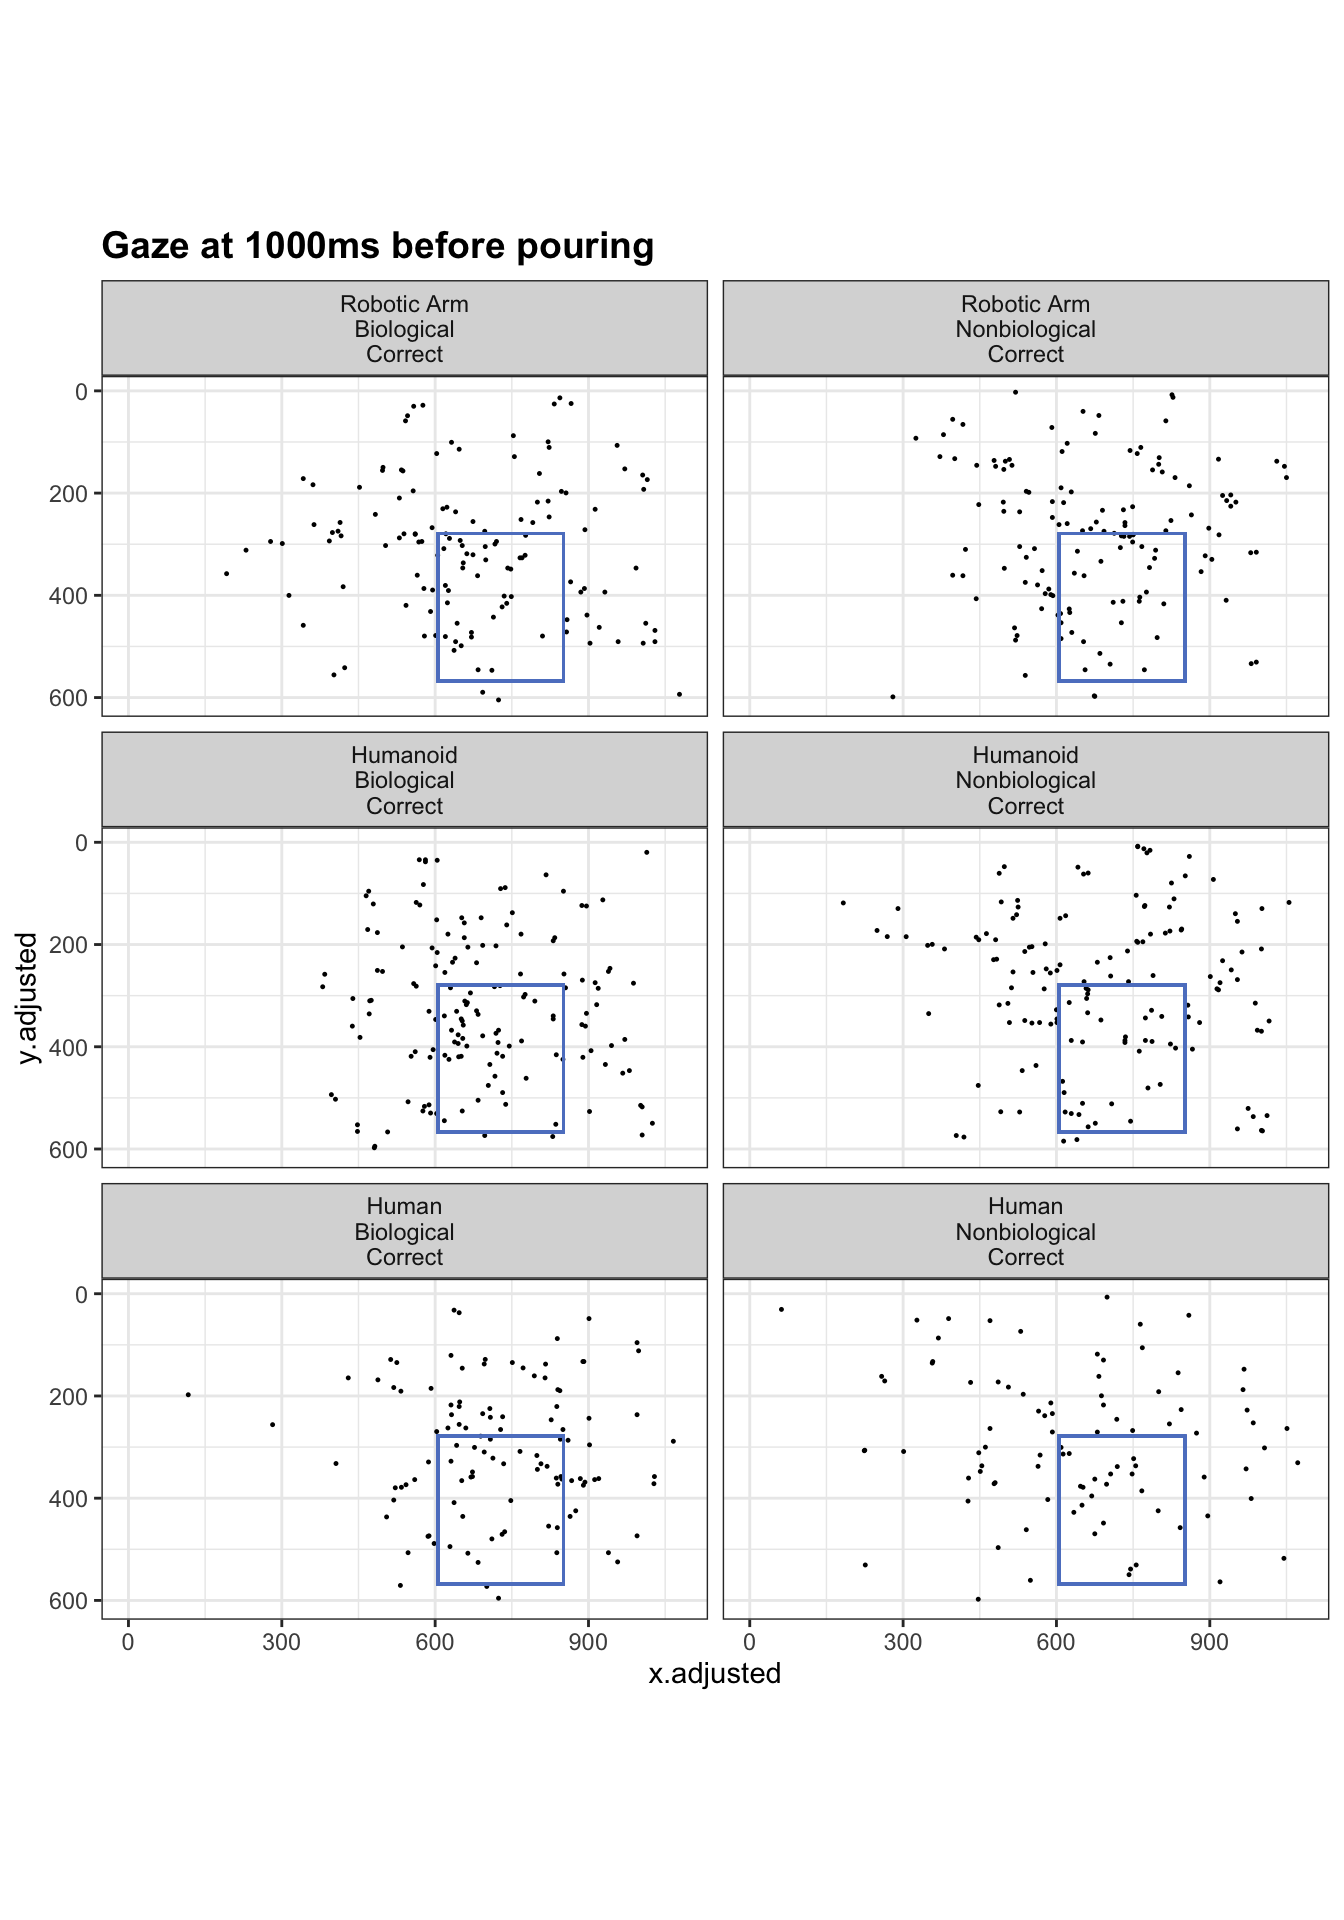 Gaze at 1000ms before pouring
Robotic Arm
Biological
Correct
Robotic Arm
Nonbiological
Correct
0
200
400
600
Humanoid
Biological
Correct
Humanoid
Nonbiological
Correct
0
200
400
600
y.adjusted
Human
Biological
Correct
Human
Nonbiological
Correct
0
200
400
600
0 300 600 900
0 300 600 900
x.adjusted